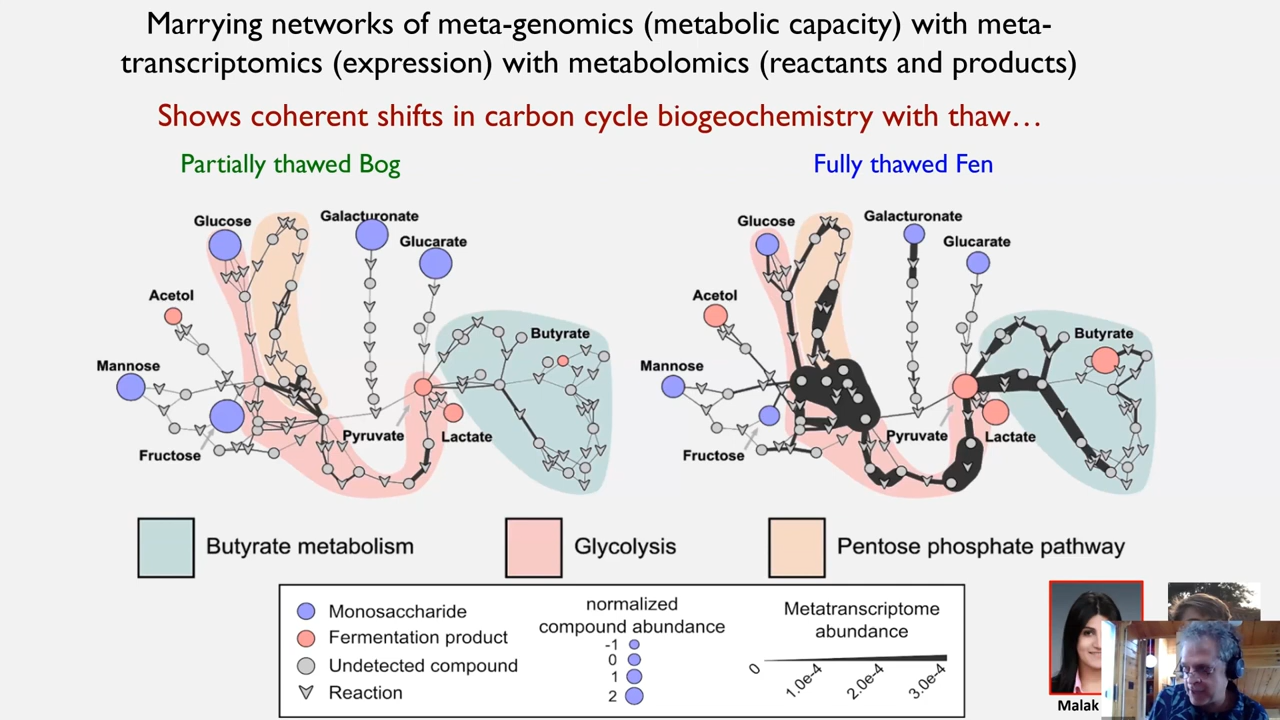 Marrying networks of meta-genomics (metabolic capacity) with meta-
transcriptomics (expression) with metabolomics (reactants and products)
Shows coherent shifts in carbon cycle biogeochemistry with thaw…
Partially thawed Bog
Fully thawed Fen
Glucose
Galacturonate
Glucarate
Acetol
Butyrate
Mannose
Pyruvate
Lactate
Fructose
Glucose
Galacturonate
Glucarate
Acetol
Butyrate
Mannose
Pyruvate
Lactate
Fructose
Butyrate metabolism
Glycolysis
Pentose phosphate pathway
Monosaccharide
Fermentation product
Undetected compound
Reaction
normalized
compound abundance
-1
0
1
2
Metatranscriptome
abundance
0
1.0e-4
2.0e-4
3.0e-4
Malak